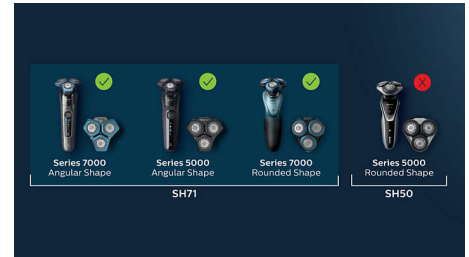 Series 7000
Angular Shape
Series 5000
Angular Shape
Series 7000
Rounded Shape
Series 5000
Rounded Shape
SH71
SH50